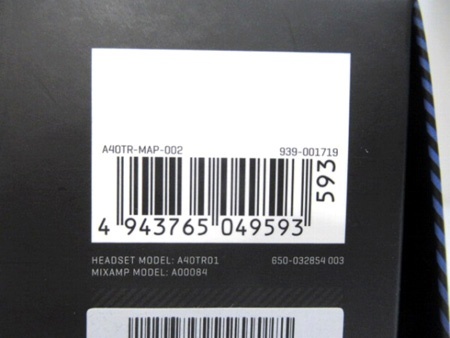 A40TR-MAP-002 939-001719
593
4 943765 049593
HEADSET MODEL: A40TR01 650-032854 003
MIXAMP MODEL: A00084